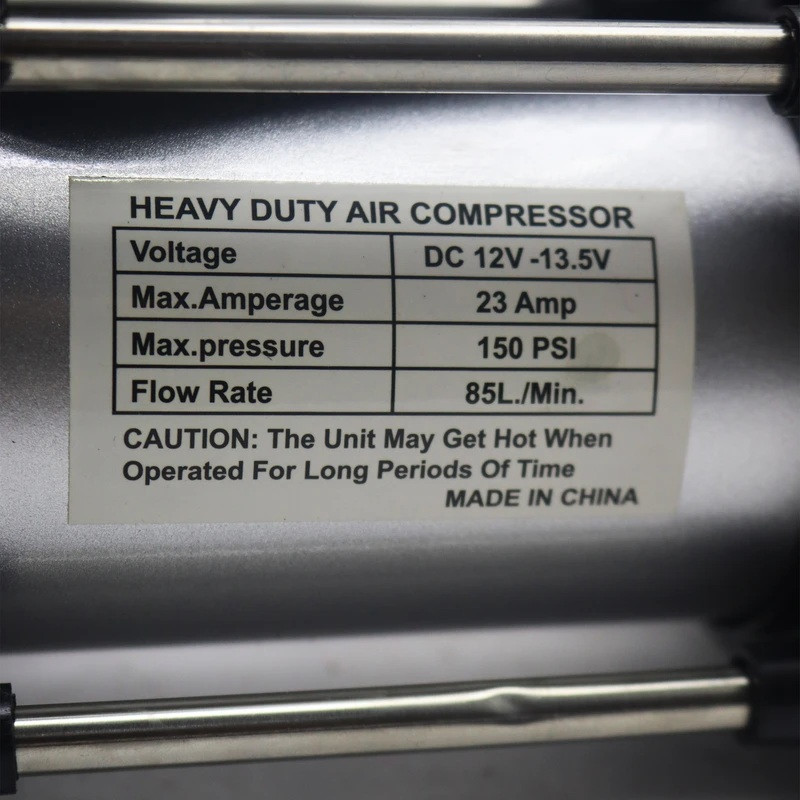 HEAVY DUTY AIR COMPRESSOR
Voltage DC 12V -13.5V
Max.Amperage 23 Amp
Max.pressure 150 PSI
Flow Rate 85L./Min.
CAUTION: The Unit May Get Hot When
Operated For Long Periods Of Time
MADE IN CHINA